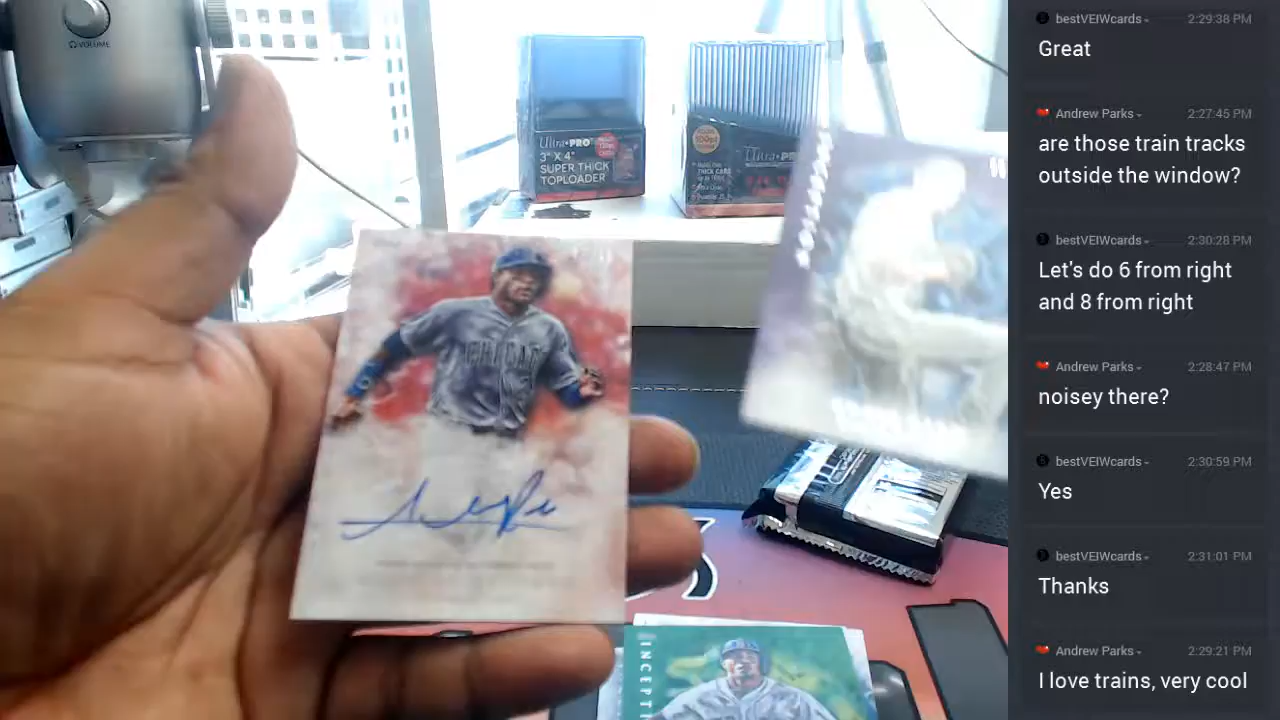 VOLUME
Ultra•PRO
3" X 4"
SUPER THICK
TOPLOADER
Ultra•PRO
CHICAGO
INCEPTI
bestVEIWcards
2:29:38 PM
Great
Andrew Parks
2:27:45 PM
are those train tracks
outside the window?
bestVEIWcards
2:30:28 PM
Let's do 6 from right
and 8 from right
Andrew Parks
2:28:47 PM
noisey there?
bestVEIWcards
2:30:59 PM
Yes
bestVEIWcards
2:31:01 PM
Thanks
Andrew Parks
2:29:21 PM
I love trains, very cool